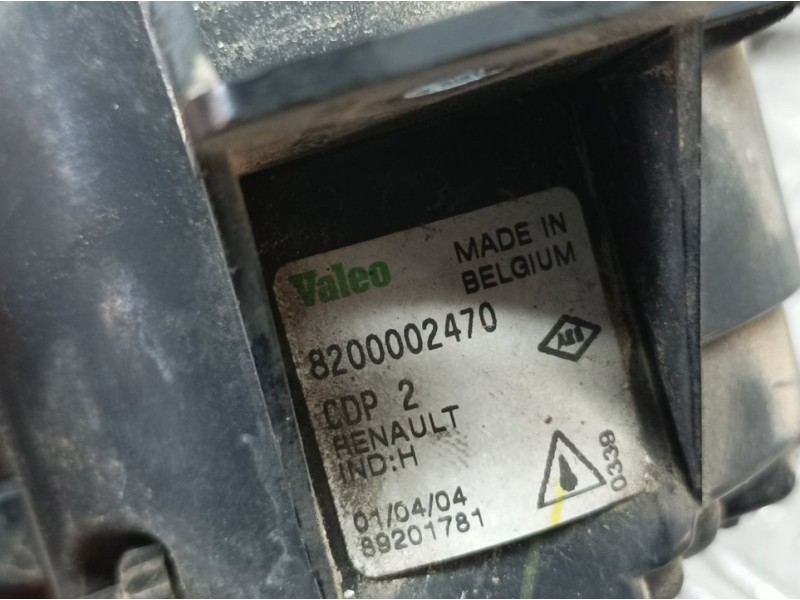 Valeo
MADE IN
BELGIUM
8200002470
CDP 2
RENAULT
IND:H
01/04/04
89201781
0339